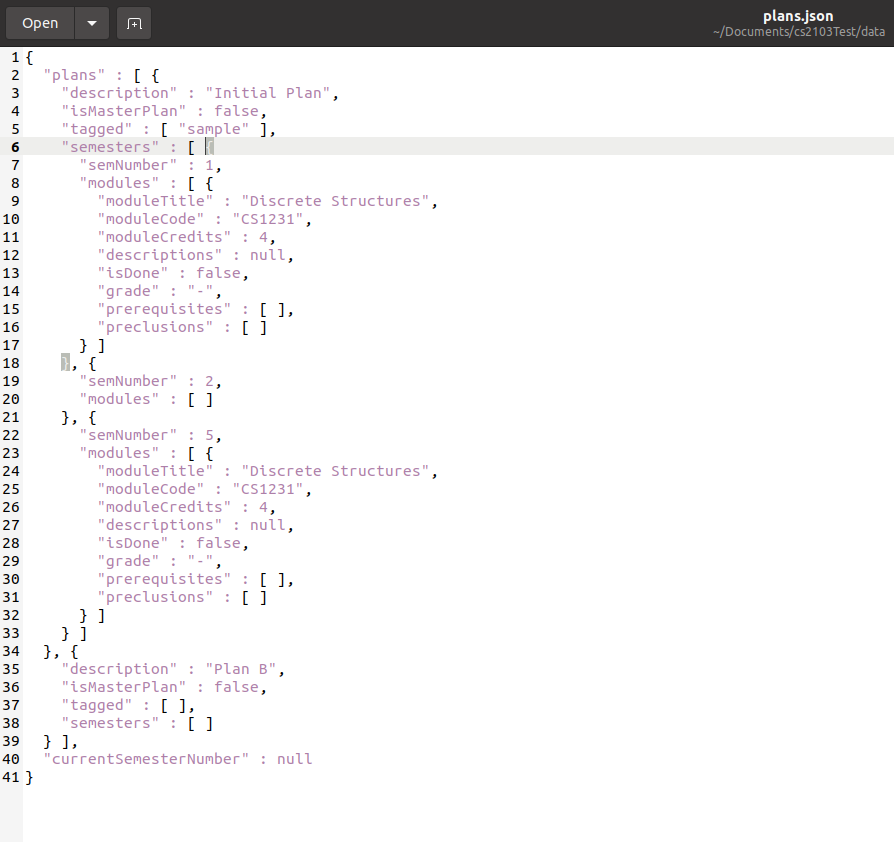 Open
plans.json
~/Documents/cs2103Test/data
1 {
2   "plans" : [ {
3     "description" : "Initial Plan",
4     "isMasterPlan" : false,
5     "tagged" : [ "sample" ],
6     "semesters" : [ {
7       "semNumber" : 1,
8       "modules" : [ {
9         "moduleTitle" : "Discrete Structures",
10         "moduleCode" : "CS1231",
11         "moduleCredits" : 4,
12         "descriptions" : null,
13         "isDone" : false,
14         "grade" : "-",
15         "prerequisites" : [ ],
16         "preclusions" : [ ]
17       } ]
18     }, {
19       "semNumber" : 2,
20       "modules" : [ ]
21     }, {
22       "semNumber" : 5,
23       "modules" : [ {
24         "moduleTitle" : "Discrete Structures",
25         "moduleCode" : "CS1231",
26         "moduleCredits" : 4,
27         "descriptions" : null,
28         "isDone" : false,
29         "grade" : "-",
30         "prerequisites" : [ ],
31         "preclusions" : [ ]
32       } ]
33     } ]
34   }, {
35     "description" : "Plan B",
36     "isMasterPlan" : false,
37     "tagged" : [ ],
38     "semesters" : [ ]
39   } ],
40   "currentSemesterNumber" : null
41 }